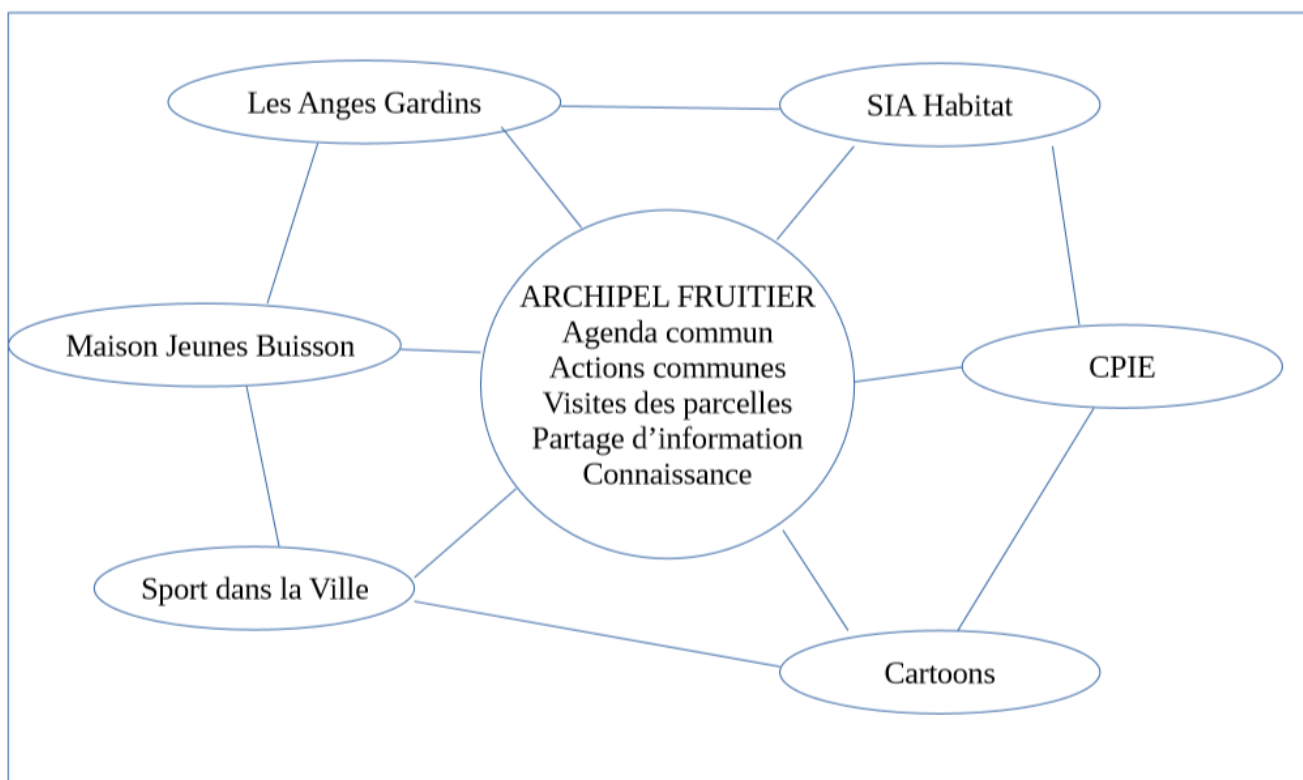 Les Anges Gardins
SIA Habitat
ARCHIPEL FRUITIER
Agenda commun
Actions communes
Visites des parcelles
Partage d’information
Connaissance
Maison Jeunes Buisson
CPIE
Sport dans la Ville
Cartoons